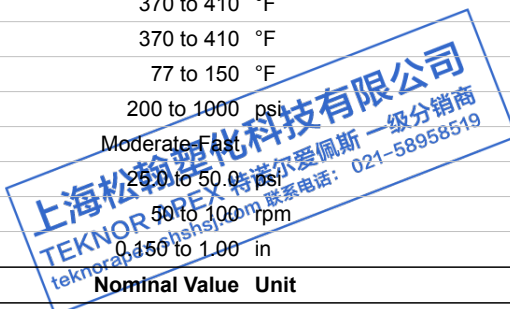 370 to 410 °F
370 to 410 °F
77 to 150 °F
200 to 1000 psi
Moderate-Fast
25.0 to 50.0 psi
50 to 100 rpm
0.150 to 1.00 in
Nominal Value Unit
上海松翰塑化科技有限公司
TEKNOR APEX 特诺尔爱佩斯 一级分销商
teknorapex.shshsj.com 联系电话： 021-58958519